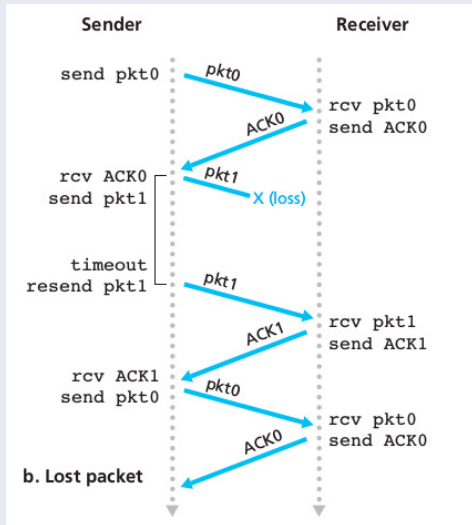 Sender
Receiver
send pkt0
pkt0
rcv pkt0
send ACK0
ACK0
rcv ACK0
send pkt1
pkt1
X (loss)
timeout
resend pkt1
pkt1
rcv pkt1
send ACK1
ACK1
rcv ACK1
send pkt0
pkt0
rcv pkt0
send ACK0
ACK0
b. Lost packet